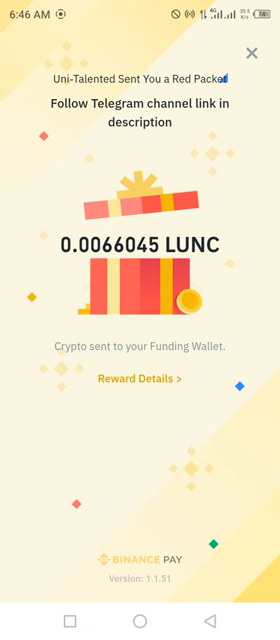 6:46 AM
4G
Uni-Talented Sent You a Red Packet
Follow Telegram channel link in
description
0.0066045 LUNC
Crypto sent to your Funding Wallet.
Reward Details >
BINANCE PAY
Version: 1.1.51